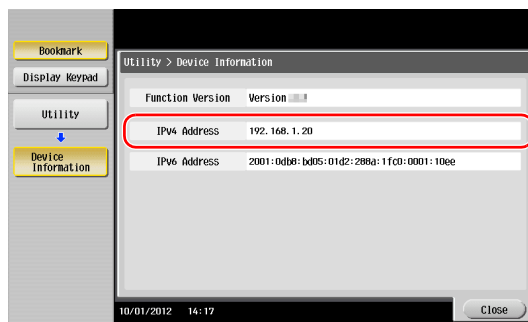 Bookmark
Display Keypad
Utility
Device
Information
Utility > Device Information
Function Version Version
IPv4 Address 192.168.1.20
IPv6 Address 2001:0db8:bd05:01d2:288a:1fc0:0001:10ee
10/01/2012 14:17
Close